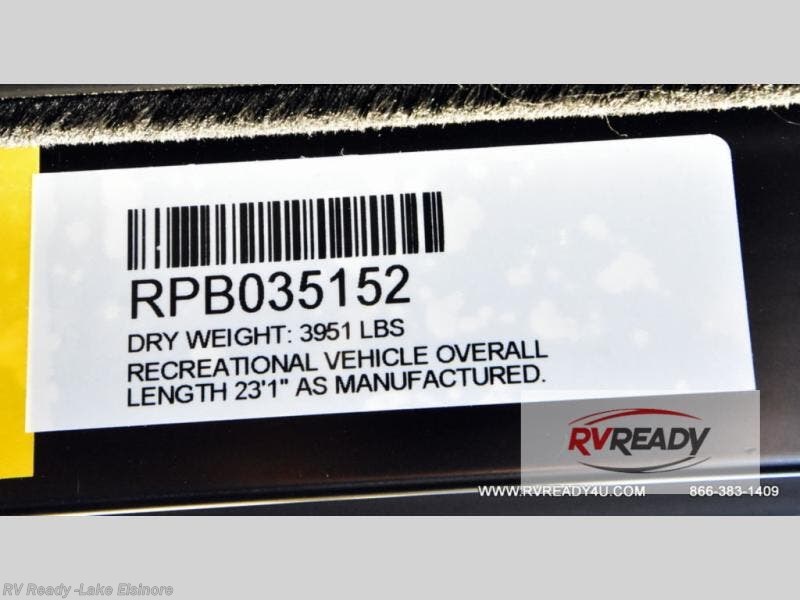 RPB035152
DRY WEIGHT: 3951 LBS
RECREATIONAL VEHICLE OVERALL
LENGTH 23'1" AS MANUFACTURED.
RVREADY
WWW.RVREADY4U.COM 866-383-1409
RV Ready -Lake Elsinore